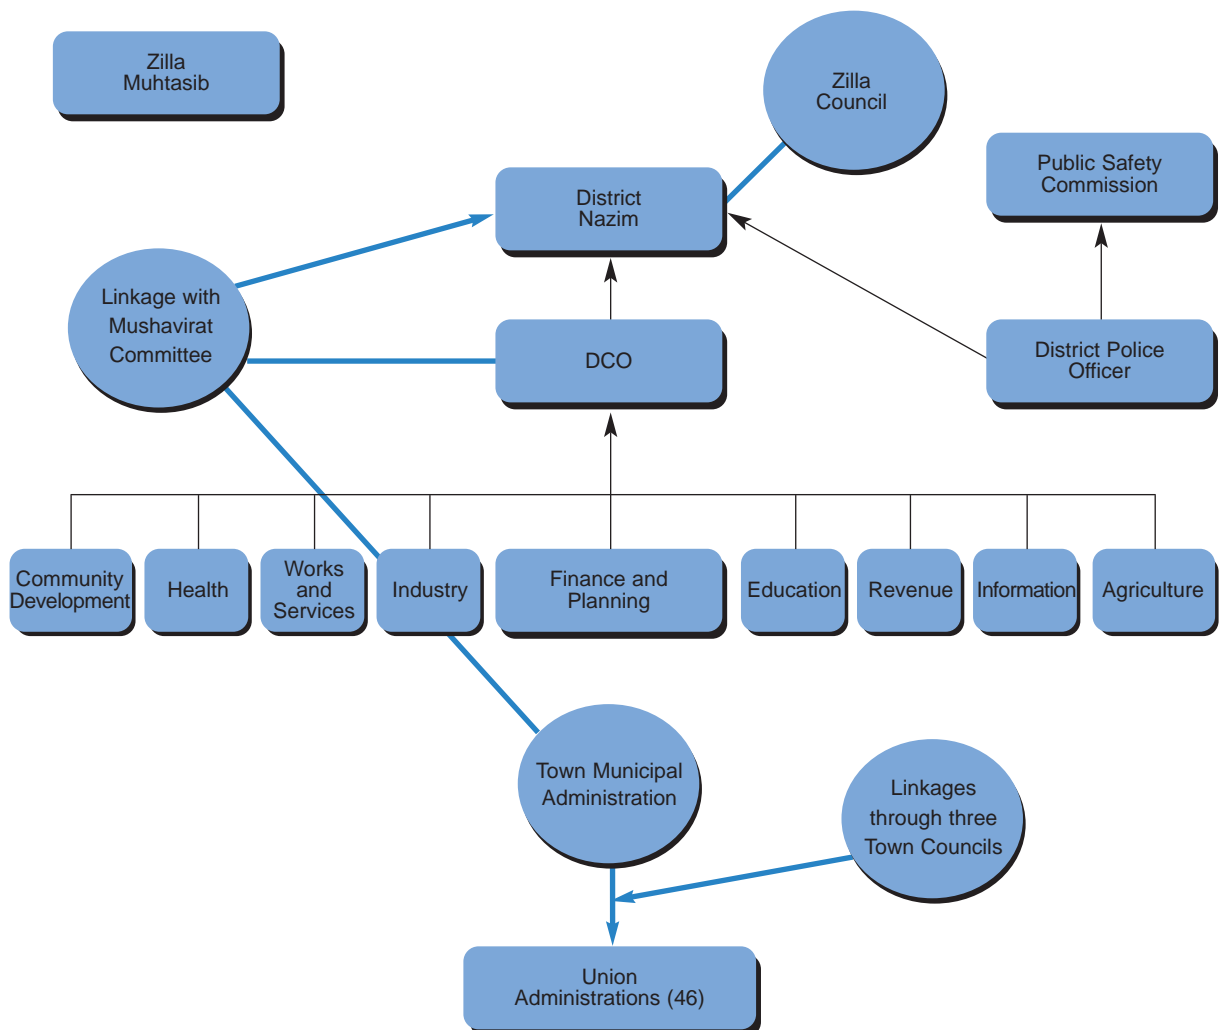 Zilla
Muhtasib
Zilla
Council
Public Safety
Commission
District
Nazim
Linkage with
Mushavirat
Committee
DCO
District Police
Officer
Community
Development
Health
Works
and
Services
Industry
Finance and
Planning
Education
Revenue
Information
Agriculture
Town Municipal
Administration
Linkages
through three
Town Councils
Union
Administrations (46)